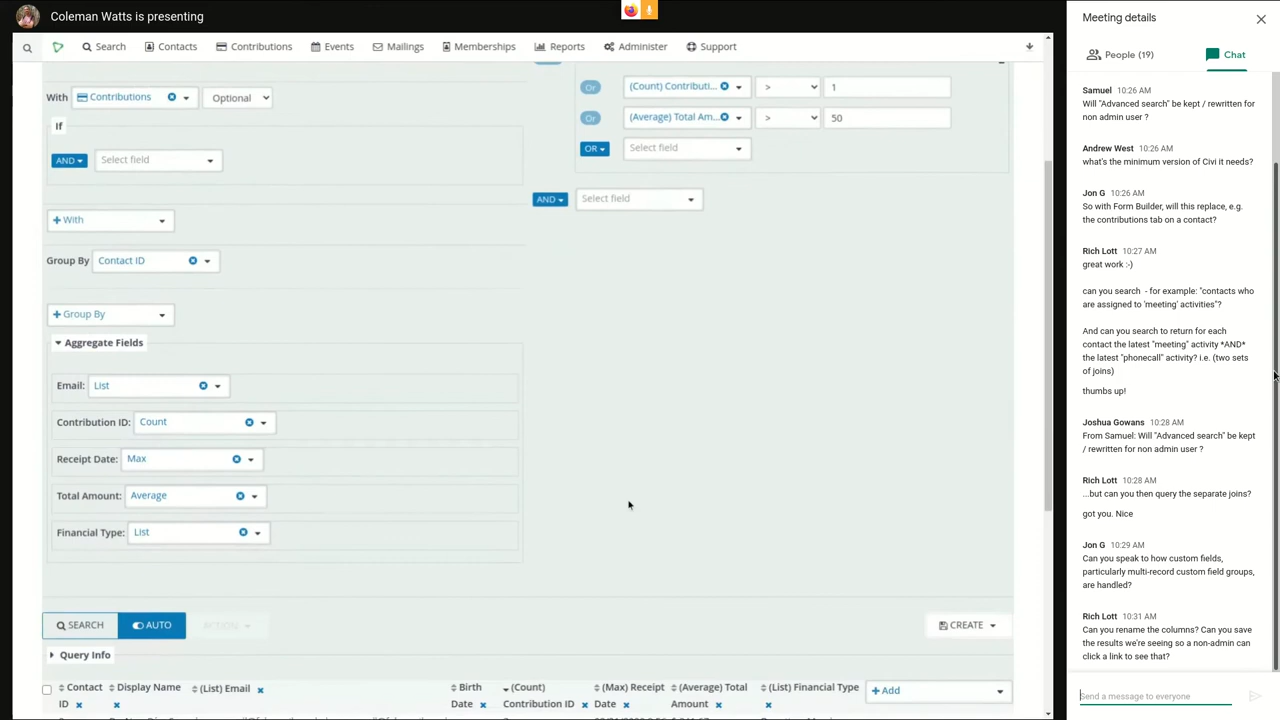 Coleman Watts is presenting
Search Contacts Contributions Events Mailings Memberships Reports Administer Support
With Contributions Optional
If
AND Select field
+ With
Group By Contact ID
+ Group By
Aggregate Fields
Email: List
Contribution ID: Count
Receipt Date: Max
Total Amount: Average
Financial Type: List
Or (Count) Contributi... > 1
Or (Average) Total Am... > 50
OR Select field
AND Select field
SEARCH AUTO ACTION CREATE
Query Info
Contact ID
Display Name
(List) Email
Birth Date
(Count) Contribution ID
(Max) Receipt Date
(Average) Total Amount
(List) Financial Type
+ Add
Meeting details
People (19) Chat
Samuel 10:26 AM
Will "Advanced search" be kept / rewritten for
non admin user ?
Andrew West 10:26 AM
what's the minimum version of Civi it needs?
Jon G 10:26 AM
So with Form Builder, will this replace, e.g.
the contributions tab on a contact?
Rich Lott 10:27 AM
great work :-)
can you search - for example: "contacts who
are assigned to 'meeting' activities"?
And can you search to return for each
contact the latest "meeting" activity *AND*
the latest "phonecall" activity? i.e. (two sets
of joins)
thumbs up!
Joshua Gowans 10:28 AM
From Samuel: Will "Advanced search" be kept
/ rewritten for non admin user ?
Rich Lott 10:28 AM
...but can you then query the separate joins?
got you. Nice
Jon G 10:29 AM
Can you speak to how custom fields,
particularly multi-record custom field groups,
are handled?
Rich Lott 10:31 AM
Can you rename the columns? Can you save
the results we're seeing so a non-admin can
click a link to see that?
Send a message to everyone